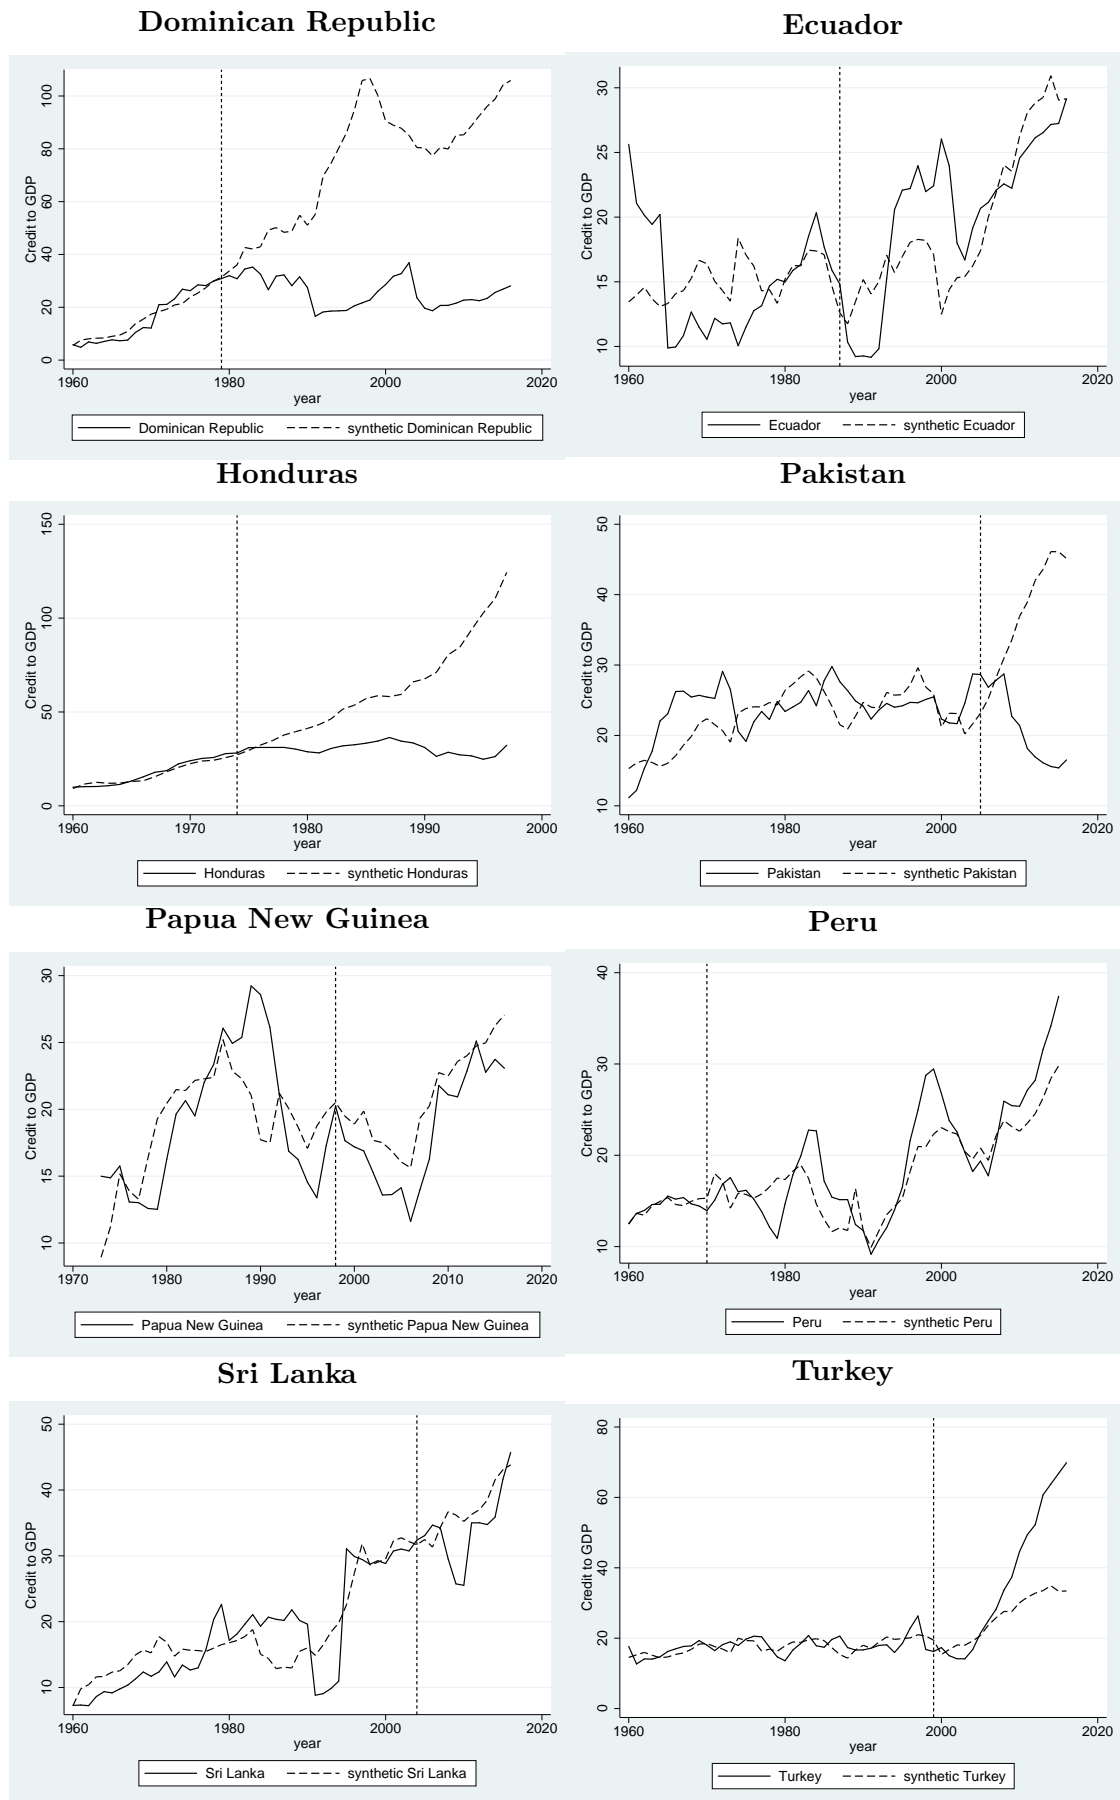 Dominican Republic
Credit to GDP
0 20 40 60 80 100
1960 1980 2000 2020
year
Dominican Republic synthetic Dominican Republic
Ecuador
Credit to GDP
10 15 20 25 30
1960 1980 2000 2020
year
Ecuador synthetic Ecuador
Honduras
Credit to GDP
0 50 100 150
1960 1970 1980 1990 2000
year
Honduras synthetic Honduras
Pakistan
Credit to GDP
10 20 30 40 50
1960 1980 2000 2020
year
Pakistan synthetic Pakistan
Papua New Guinea
Credit to GDP
10 15 20 25 30
1970 1980 1990 2000 2010 2020
year
Papua New Guinea synthetic Papua New Guinea
Peru
Credit to GDP
10 20 30 40
1960 1980 2000 2020
year
Peru synthetic Peru
Sri Lanka
Credit to GDP
10 20 30 40 50
1960 1980 2000 2020
year
Sri Lanka synthetic Sri Lanka
Turkey
Credit to GDP
0 20 40 60 80
1960 1980 2000 2020
year
Turkey synthetic Turkey